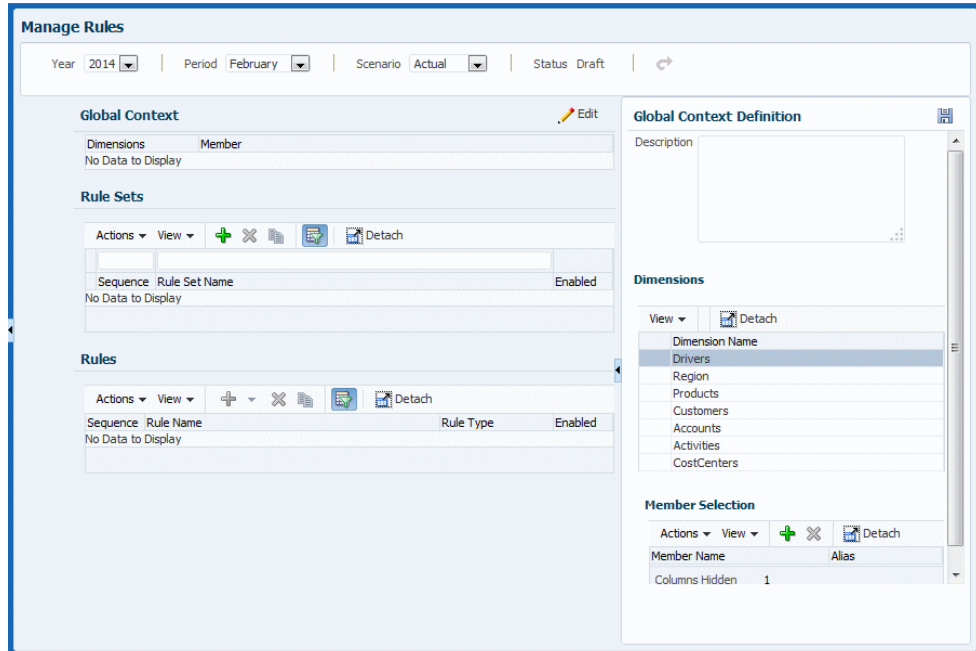 Manage Rules
Year 2014 Period February Scenario Actual Status Draft
Global Context
Edit
Dimensions Member
No Data to Display
Rule Sets
Actions View Detach
Sequence Rule Set Name Enabled
No Data to Display
Rules
Actions View Detach
Sequence Rule Name Rule Type Enabled
No Data to Display
Global Context Definition
Description
Dimensions
View Detach
Dimension Name
Drivers
Region
Products
Customers
Accounts
Activities
CostCenters
Member Selection
Actions View Detach
Member Name Alias
Columns Hidden 1